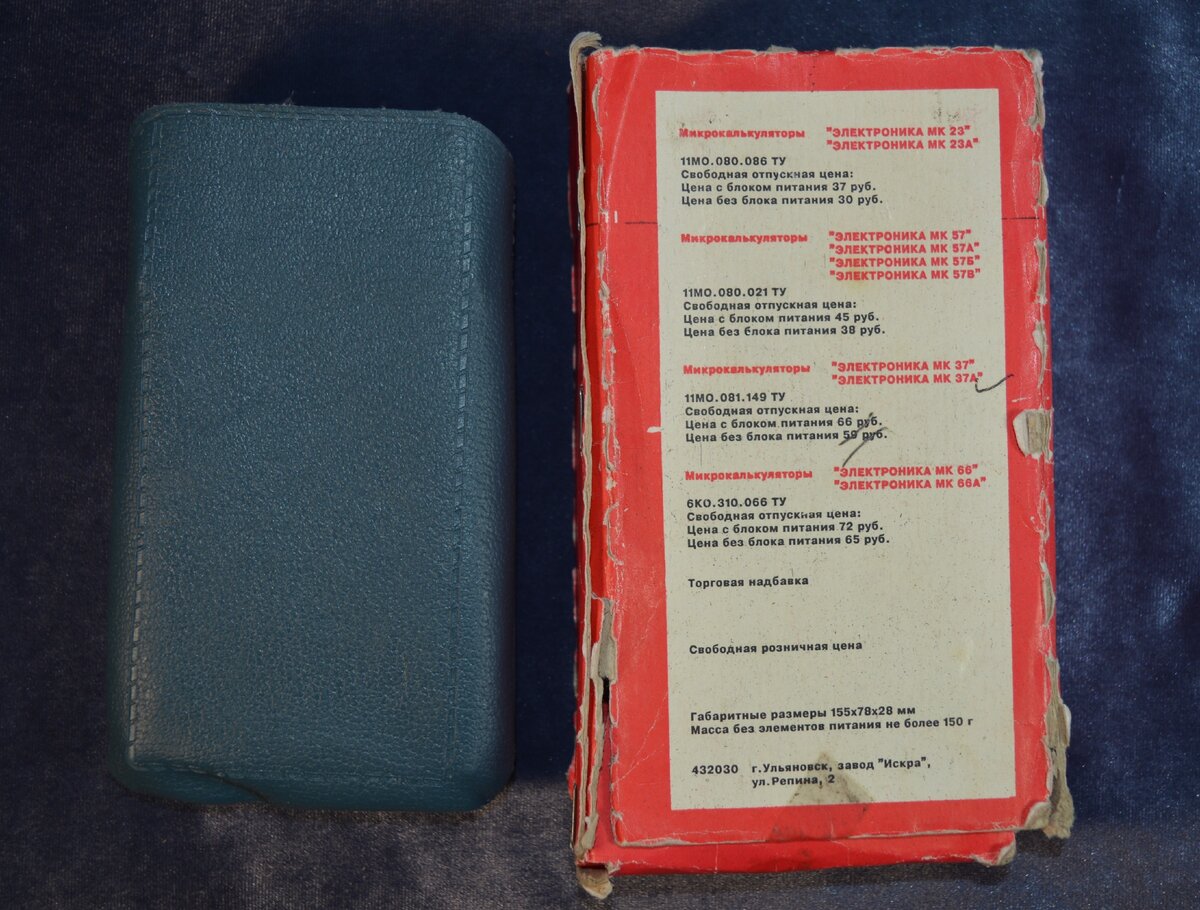 Микрокалькуляторы "ЭЛЕКТРОНИКА МК 23"
"ЭЛЕКТРОНИКА МК 23А"
11МО.080.086 ТУ
Свободная отпускная цена:
Цена с блоком питания 37 руб.
Цена без блока питания 30 руб.
Микрокалькуляторы "ЭЛЕКТРОНИКА МК 57"
"ЭЛЕКТРОНИКА МК 57А"
"ЭЛЕКТРОНИКА МК 57Б"
"ЭЛЕКТРОНИКА МК 57В"
11МО.080.021 ТУ
Свободная отпускная цена:
Цена с блоком питания 45 руб.
Цена без блока питания 38 руб.
Микрокалькуляторы "ЭЛЕКТРОНИКА МК 37"
"ЭЛЕКТРОНИКА МК 37А"
11МО.081.149 ТУ
Свободная отпускная цена:
Цена с блоком питания 66 руб.
Цена без блока питания 59 руб.
Микрокалькуляторы "ЭЛЕКТРОНИКА МК 66"
"ЭЛЕКТРОНИКА МК 66А"
6К0.310.066 ТУ
Свободная отпускная цена:
Цена с блоком питания 72 руб.
Цена без блока питания 65 руб.
Торговая надбавка
Свободная розничная цена
Габаритные размеры 155х78х28 мм
Масса без элементов питания не более 150 г
432030 г.Ульяновск, завод "Искра",
ул.Репина, 2